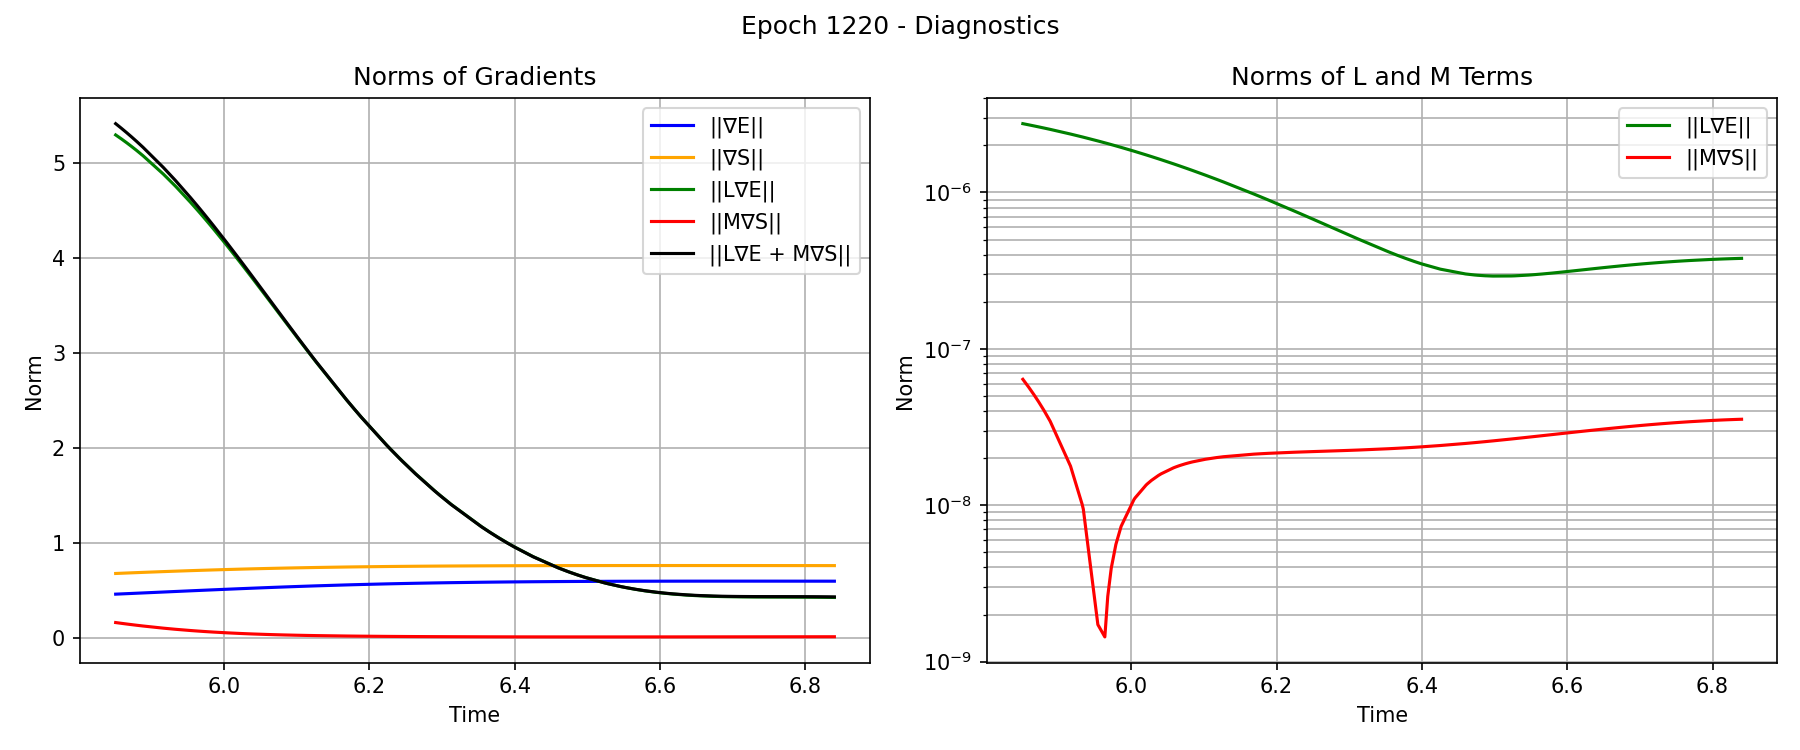 Epoch 1220 - Diagnostics
Norms of Gradients
Norm
5
4
3
2
1
0
||∇E||
||∇S||
||L∇E||
||M∇S||
||L∇E + M∇S||
6.0 6.2 6.4 6.6 6.8
Time
Norms of L and M Terms
Norm
10⁻⁶
10⁻⁷
10⁻⁸
10⁻⁹
||L∇E||
||M∇S||
6.0 6.2 6.4 6.6 6.8
Time